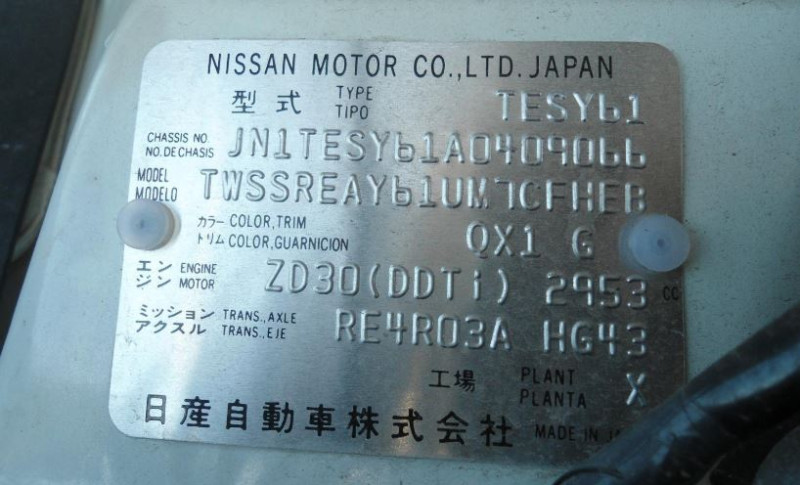 NISSAN MOTOR CO.,LTD. JAPAN
型式 TYPE TIPO TESY61
CHASSIS NO. NO. DE CHASIS JN1TESY61A0409066
MODEL MODELO TWSSREAY61UM7CFHEB
カラー COLOR,TRIM
トリム COLOR,GUARNICION QX1 G
エンジン ENGINE MOTOR ZD30(DDTi) 2953 CC
ミッション TRANS.,AXLE
アクスル TRANS.,EJE RE4R03A HG43
工場 PLANT PLANTA X
日産自動車株式会社 MADE IN